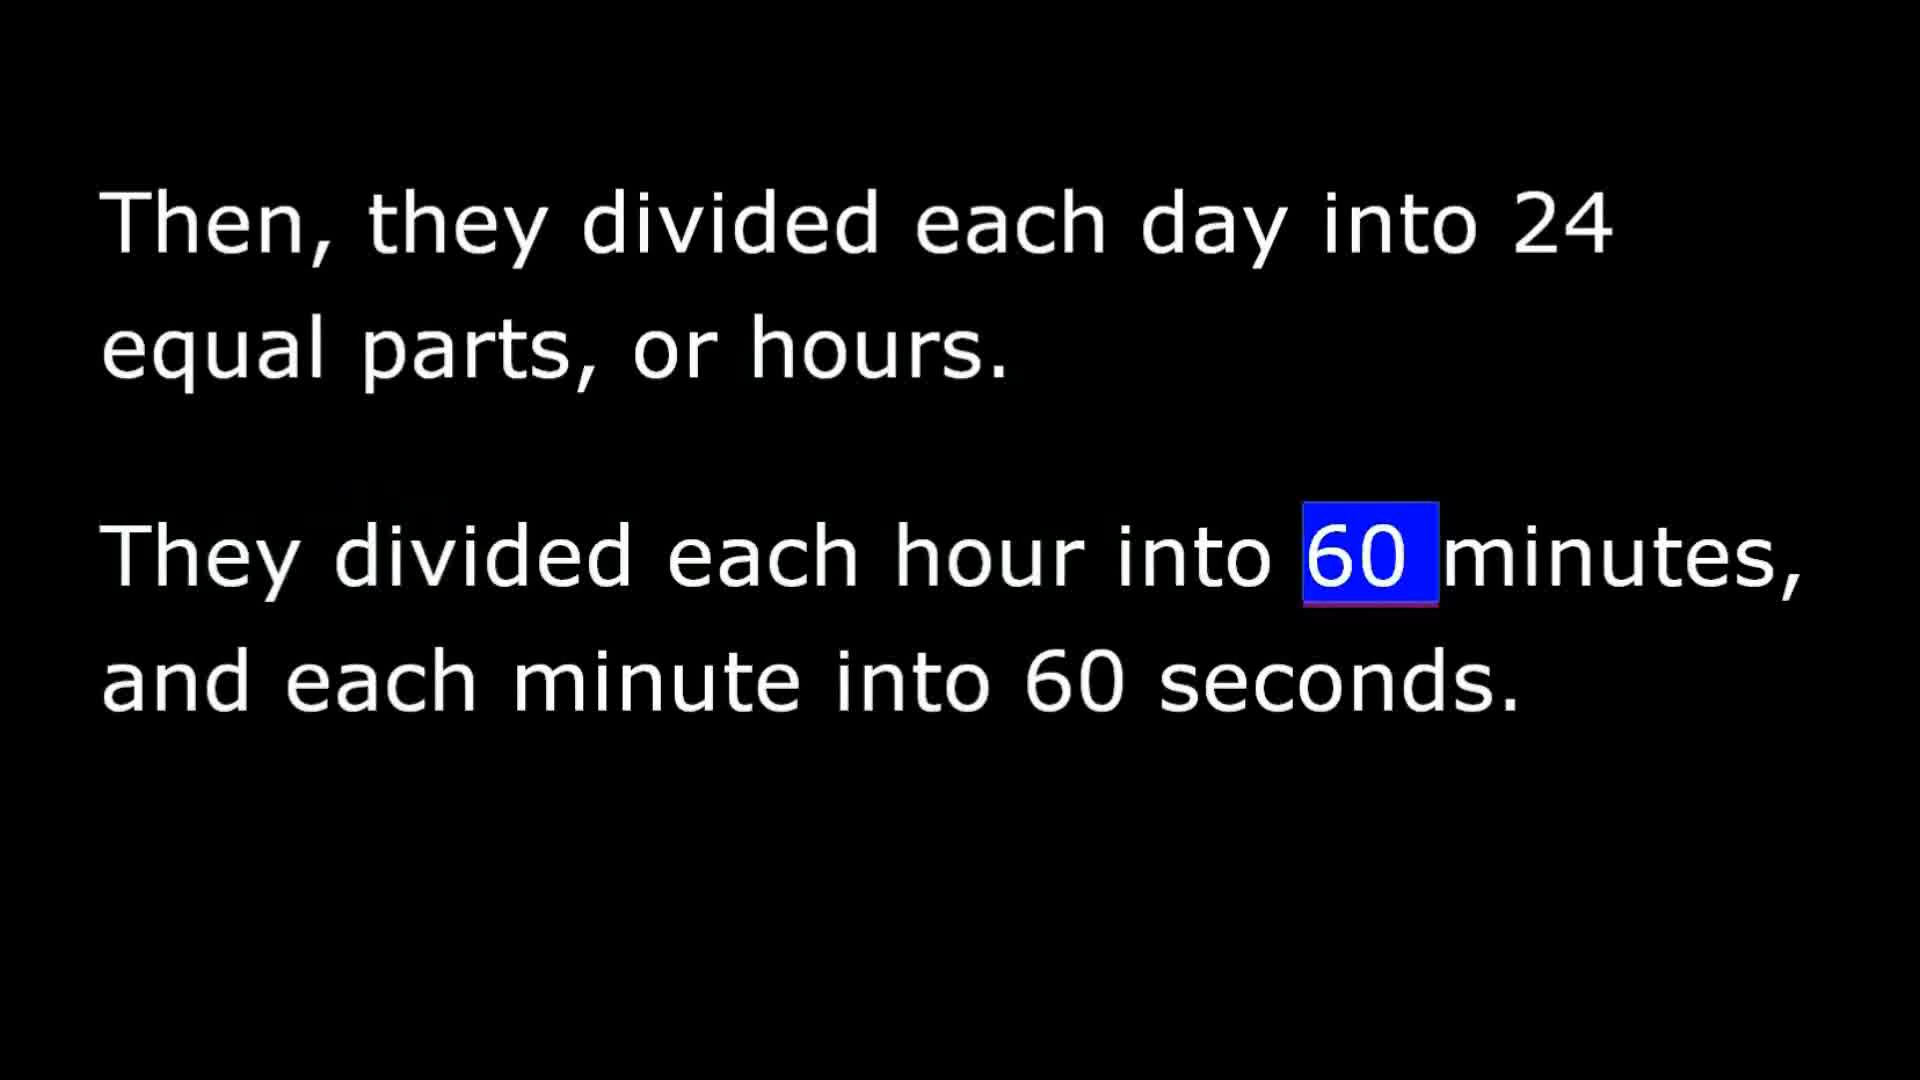 Then, they divided each day into 24
equal parts, or hours.
They divided each hour into 60 minutes,
and each minute into 60 seconds.